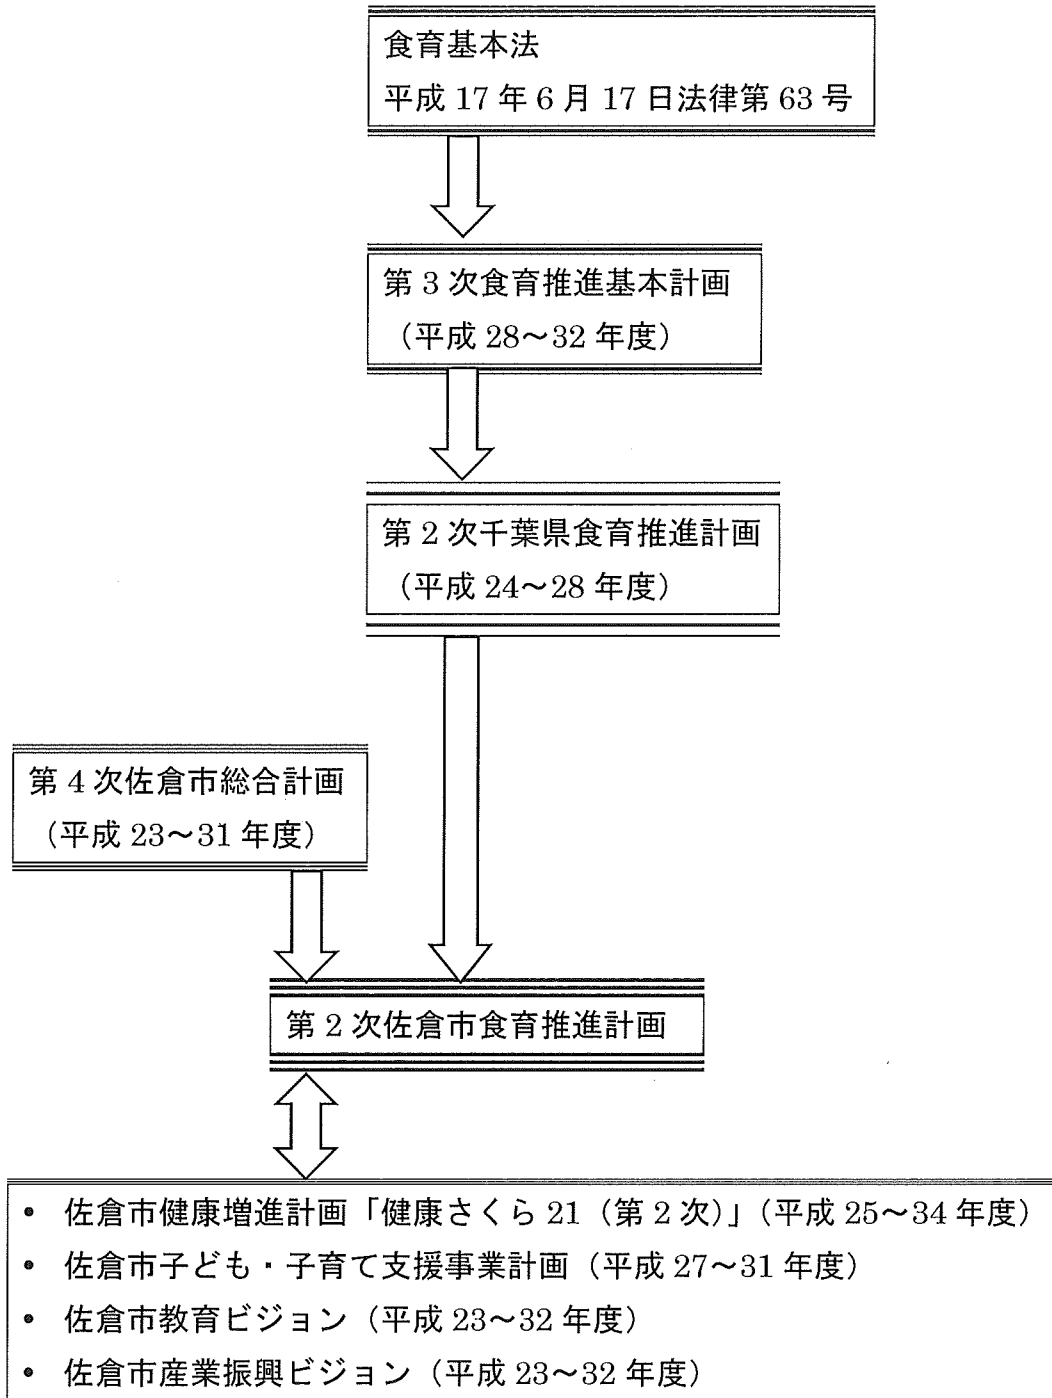 食育基本法
平成 17 年 6 月 17 日法律第 63 号
第 3 次食育推進基本計画
（平成 28～32 年度）
第 2 次千葉県食育推進計画
（平成 24～28 年度）
第 4 次佐倉市総合計画
（平成 23～31 年度）
第 2 次佐倉市食育推進計画
• 佐倉市健康増進計画「健康さくら 21（第 2 次）」（平成 25～34 年度）
• 佐倉市子ども・子育て支援事業計画（平成 27～31 年度）
• 佐倉市教育ビジョン（平成 23～32 年度）
• 佐倉市産業振興ビジョン（平成 23～32 年度）